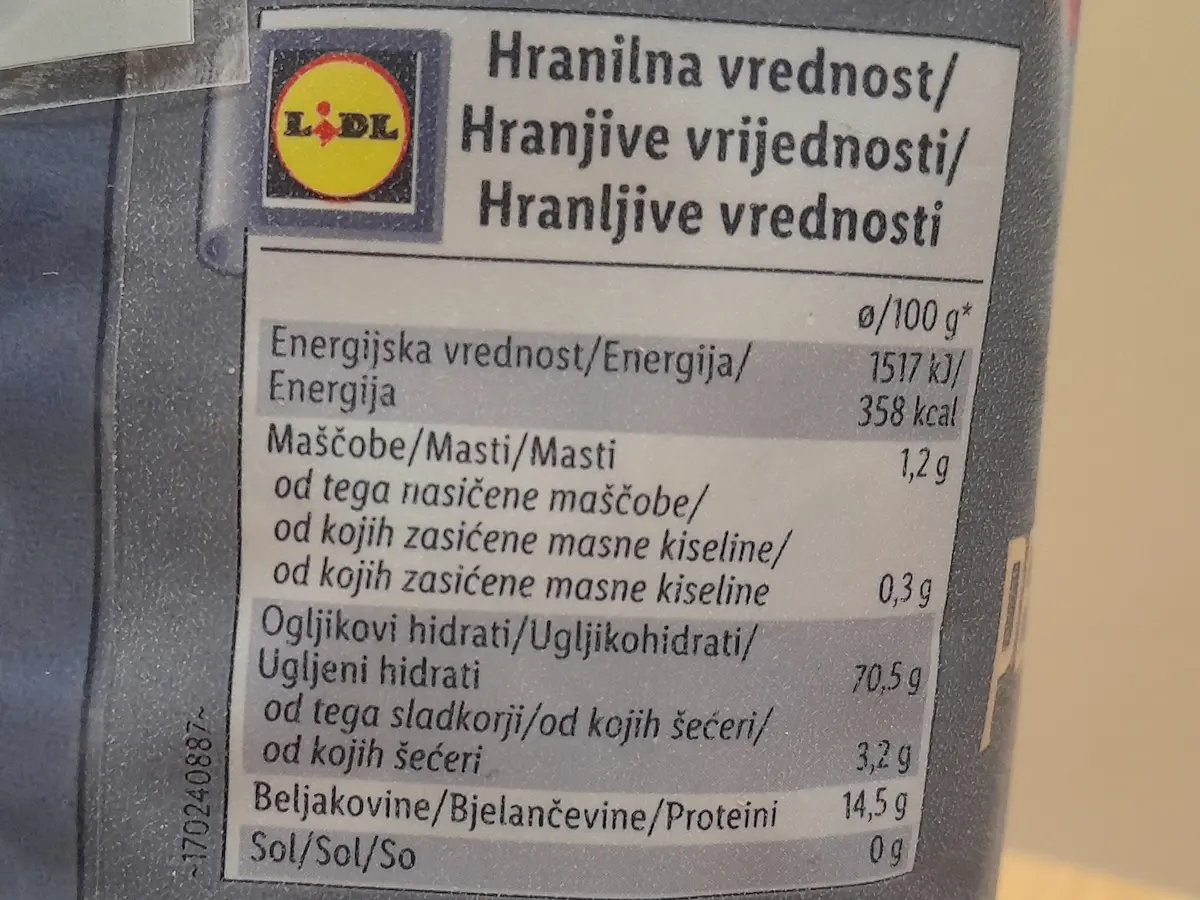 LIDL
Hranilna vrednost/
Hranjive vrijednosti/
Hranljive vrednosti
ø/100 g*
Energijska vrednost/Energija/ 1517 kJ/
Energija 358 kcal
Maščobe/Masti/Masti 1,2 g
od tega nasičene maščobe/
od kojih zasićene masne kiseline/
od kojih zasićene masne kiseline 0,3 g
Ogljikovi hidrati/Ugljikohidrati/
Ugljeni hidrati 70,5 g
od tega sladkorji/od kojih šećeri/
od kojih šećeri 3,2 g
Beljakovine/Bjelančevine/Proteini 14,5 g
Sol/Sol/So 0 g
~170240887~